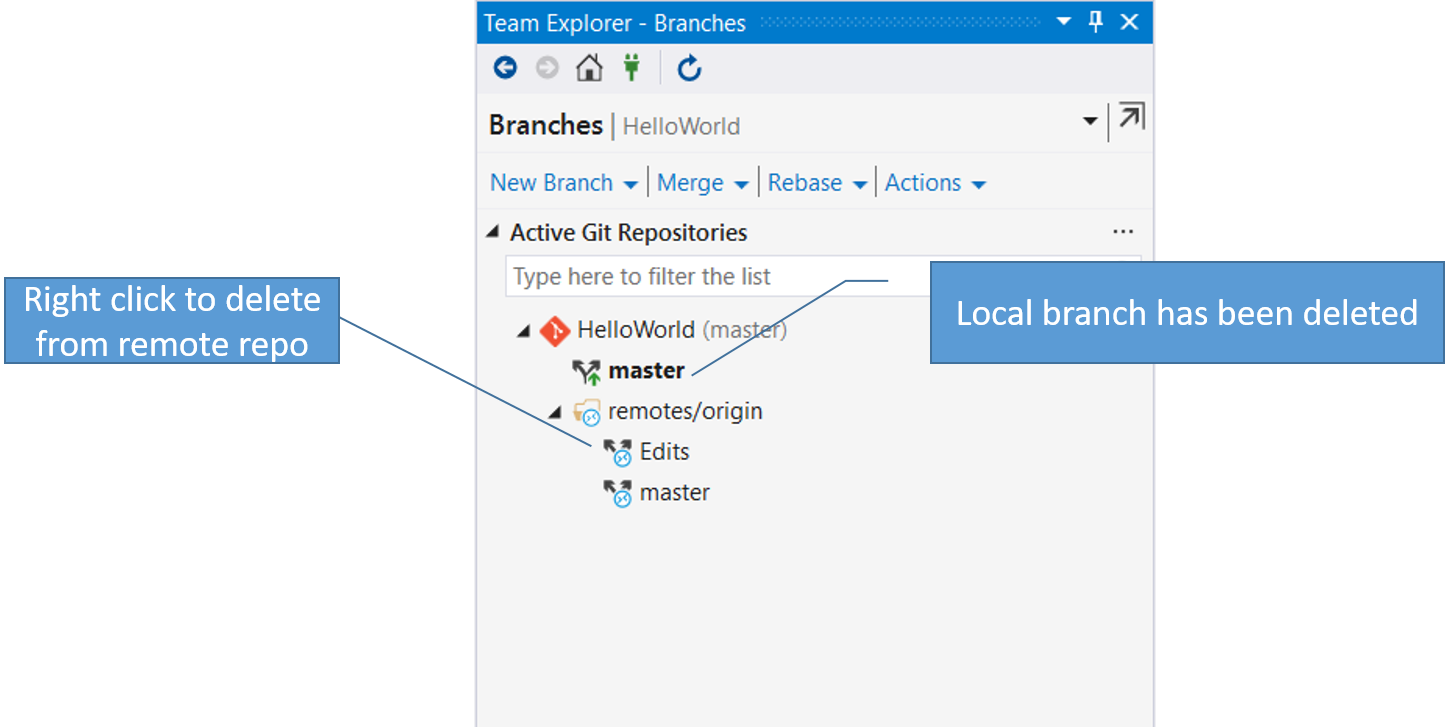 Team Explorer - Branches
Branches | HelloWorld
New Branch
Merge
Rebase
Actions
Active Git Repositories
...
Type here to filter the list
Right click to delete
from remote repo
Local branch has been deleted
HelloWorld (master)
master
remotes/origin
Edits
master